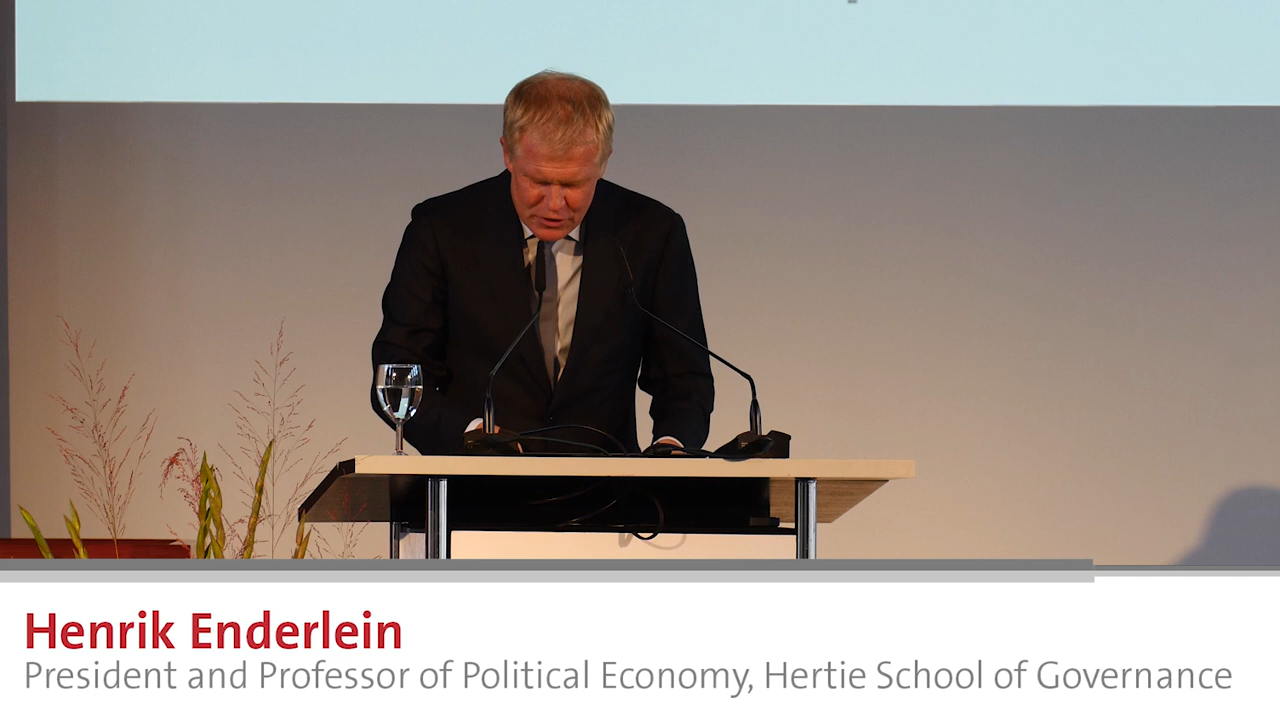 Henrik Enderlein
President and Professor of Political Economy, Hertie School of Governance